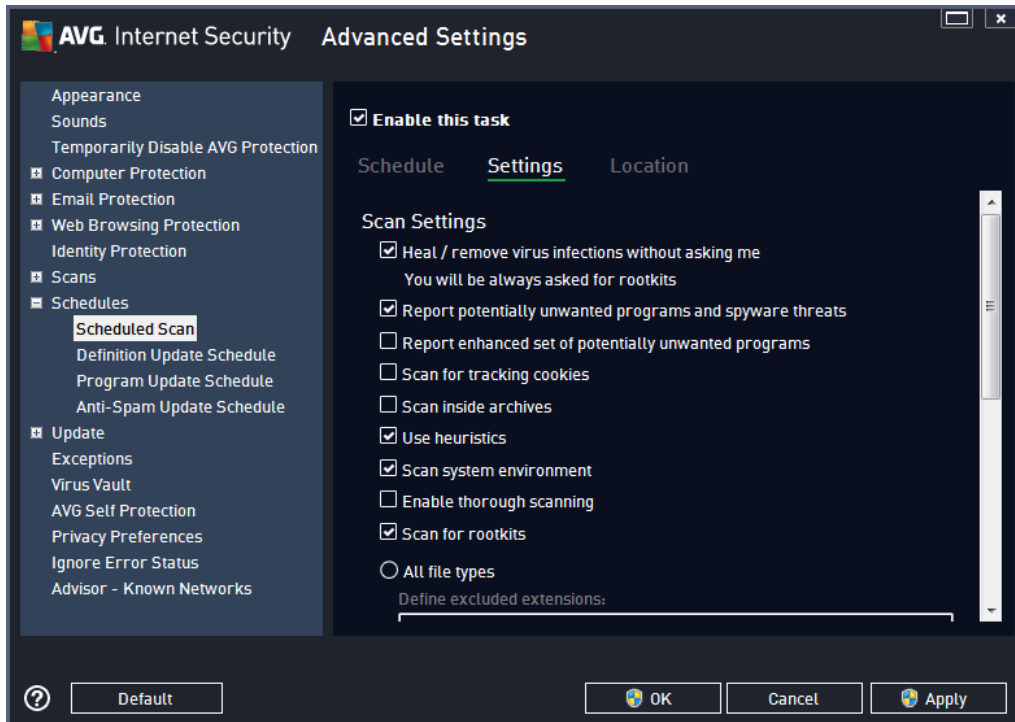 AVG. Internet Security Advanced Settings
Appearance
Sounds
Temporarily Disable AVG Protection
Computer Protection
Email Protection
Web Browsing Protection
Identity Protection
Scans
Schedules
Scheduled Scan
Definition Update Schedule
Program Update Schedule
Anti-Spam Update Schedule
Update
Exceptions
Virus Vault
AVG Self Protection
Privacy Preferences
Ignore Error Status
Advisor - Known Networks
Enable this task
Schedule Settings Location
Scan Settings
Heal / remove virus infections without asking me
You will be always asked for rootkits
Report potentially unwanted programs and spyware threats
Report enhanced set of potentially unwanted programs
Scan for tracking cookies
Scan inside archives
Use heuristics
Scan system environment
Enable thorough scanning
Scan for rootkits
All file types
Define excluded extensions:
? Default OK Cancel Apply